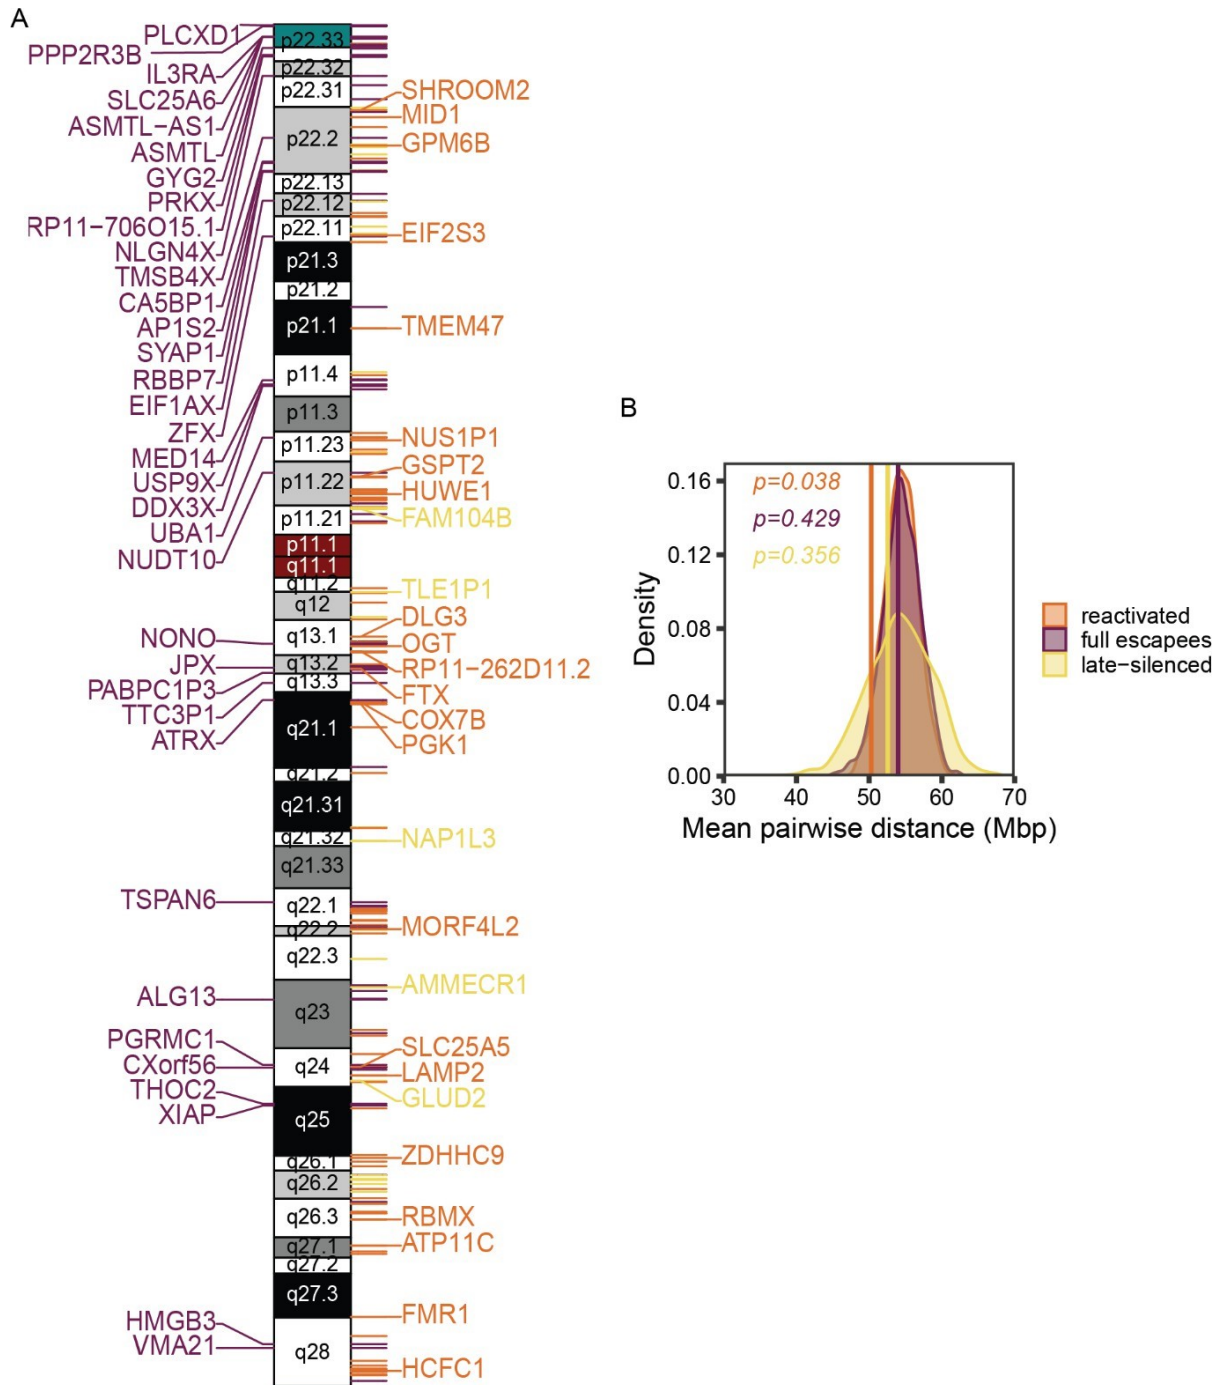 A
PLCXD1
PPP2R3B
IL3RA
SLC25A6
ASMTL−AS1
ASMTL
GYG2
PRKX
RP11−706O15.1
NLGN4X
TMSB4X
CA5BP1
AP1S2
SYAP1
RBBP7
EIF1AX
ZFX
MED14
USP9X
DDX3X
UBA1
NUDT10
NONO
JPX
PABPC1P3
TTC3P1
ATRX
TSPAN6
ALG13
PGRMC1
CXorf56
THOC2
XIAP
HMGB3
VMA21
p22.33
p22.32
p22.31
p22.2
p22.13
p22.12
p22.11
p21.3
p21.2
p21.1
p11.4
p11.3
p11.23
p11.22
p11.21
p11.1
q11.1
q11.2
q12
q13.1
q13.2
q13.3
q21.1
q21.2
q21.31
q21.32
q21.33
q22.1
q22.2
q22.3
q23
q24
q25
q26.1
q26.2
q26.3
q27.1
q27.2
q27.3
q28
SHROOM2
MID1
GPM6B
EIF2S3
TMEM47
NUS1P1
GSPT2
HUWE1
FAM104B
TLE1P1
DLG3
OGT
RP11−262D11.2
FTX
COX7B
PGK1
NAP1L3
MORF4L2
AMMECR1
SLC25A5
LAMP2
GLUD2
ZDHHC9
RBMX
ATP11C
FMR1
HCFC1
B
p=0.038
p=0.429
p=0.356
Density
0.16
0.12
0.08
0.04
0.00
30 40 50 60 70
Mean pairwise distance (Mbp)
reactivated
full escapees
late−silenced